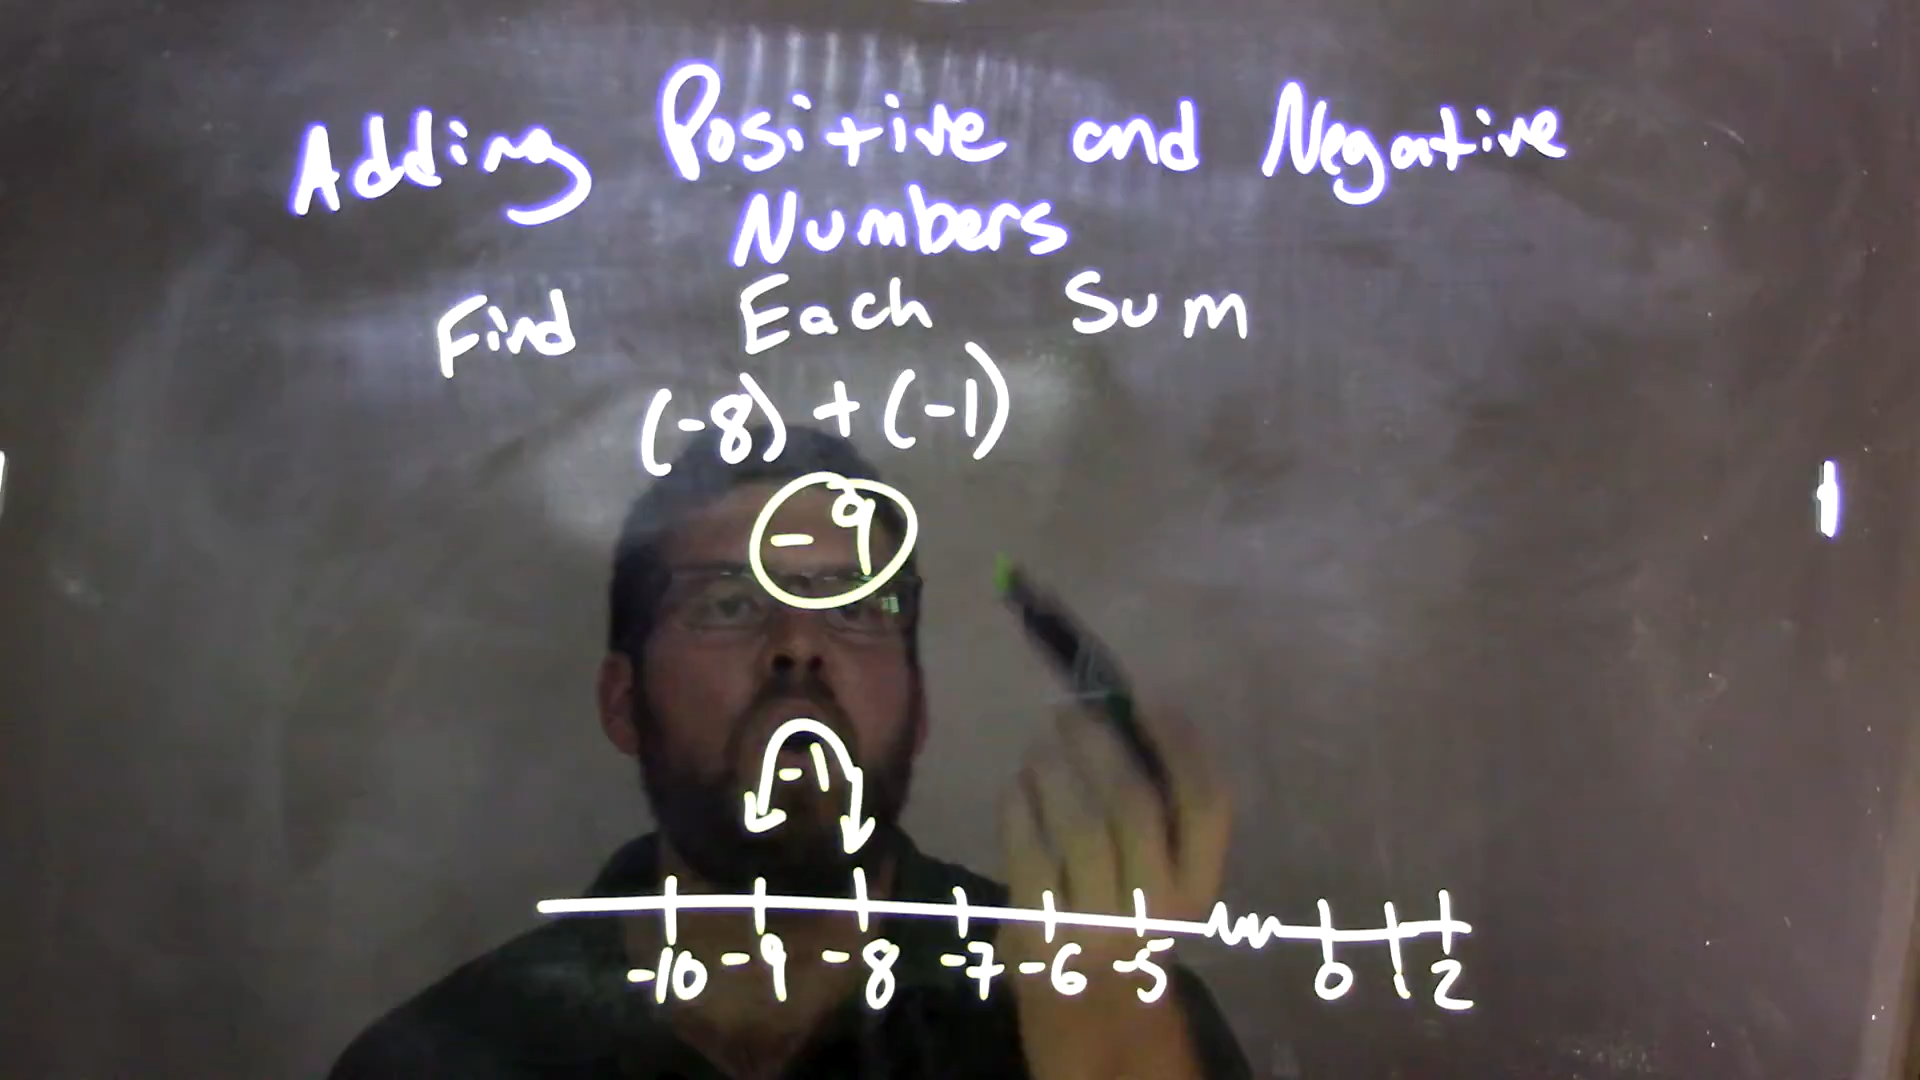 Adding Positive and Negative
Numbers
Find Each Sum
(-8) + (-1)
-9
-1
-10 -9 -8 -7 -6 -5 0 1 2